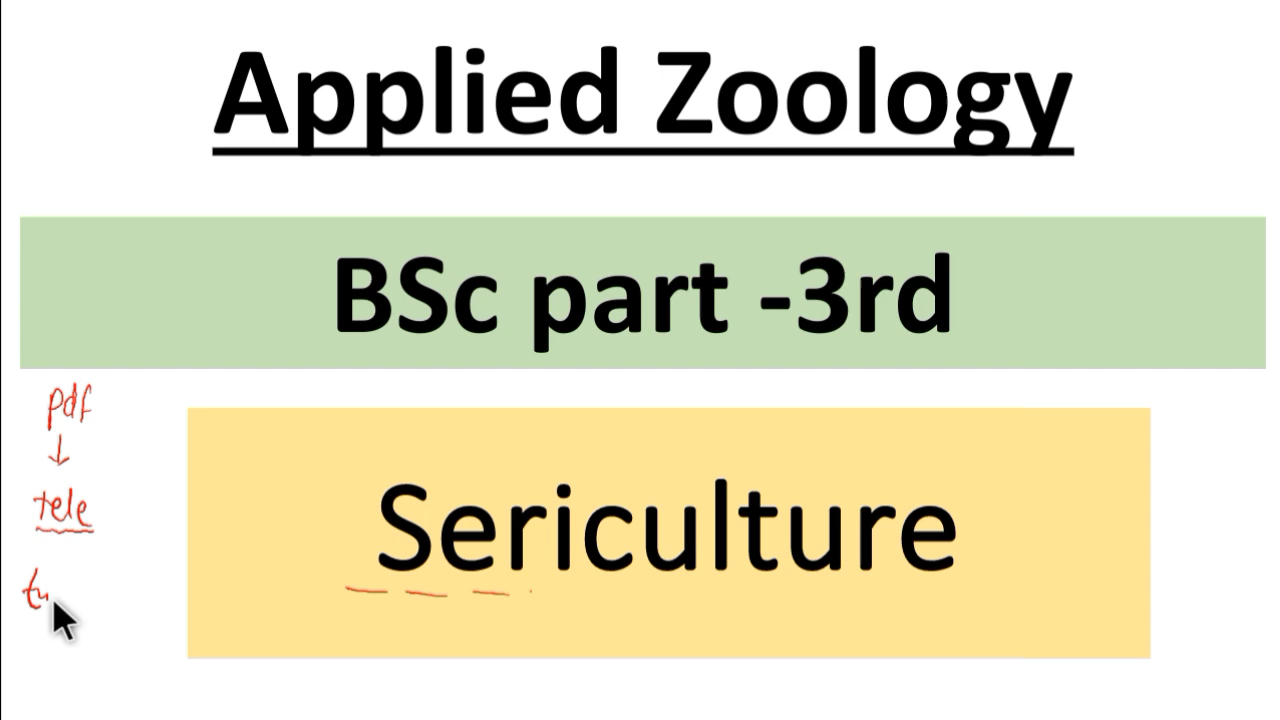 Applied Zoology
BSc part -3rd
pdf
↓
tele
Sericulture